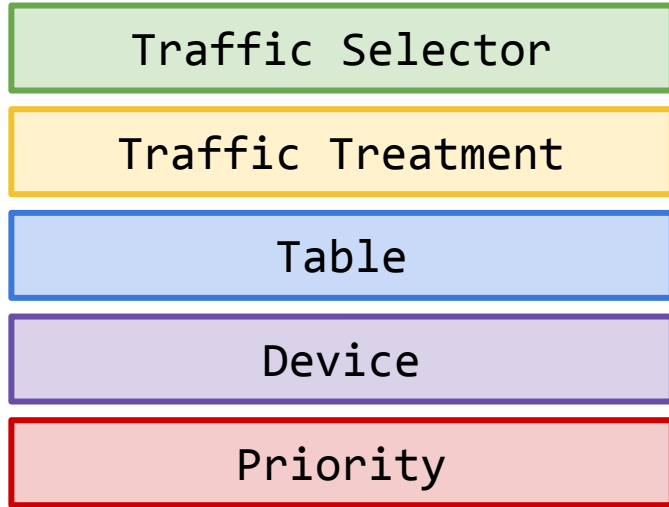 Traffic Selector
Traffic Treatment
Table
Device
Priority